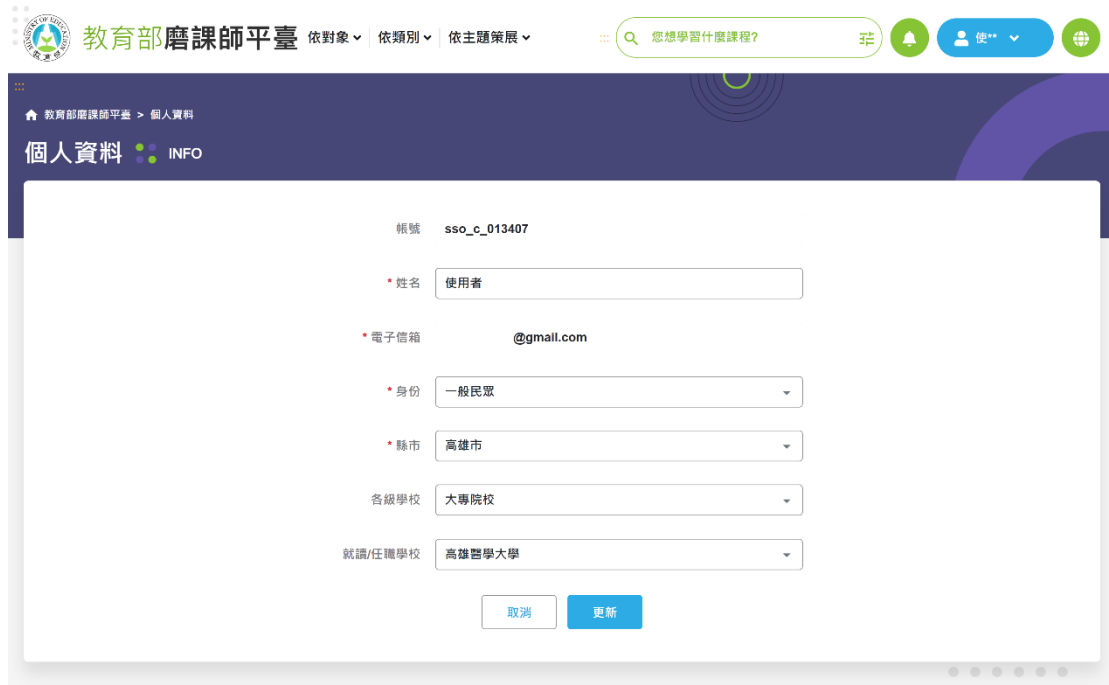 教育部磨課師平臺 依對象 依類別 依主題策展 ::: 您想學習什麼課程? 使**
:::
教育部磨課師平臺 > 個人資料
個人資料 INFO
帳號 sso_c_013407
* 姓名 使用者
* 電子信箱 @gmail.com
* 身份 一般民眾
* 縣市 高雄市
各級學校 大專院校
就讀/任職學校 高雄醫學大學
取消 更新